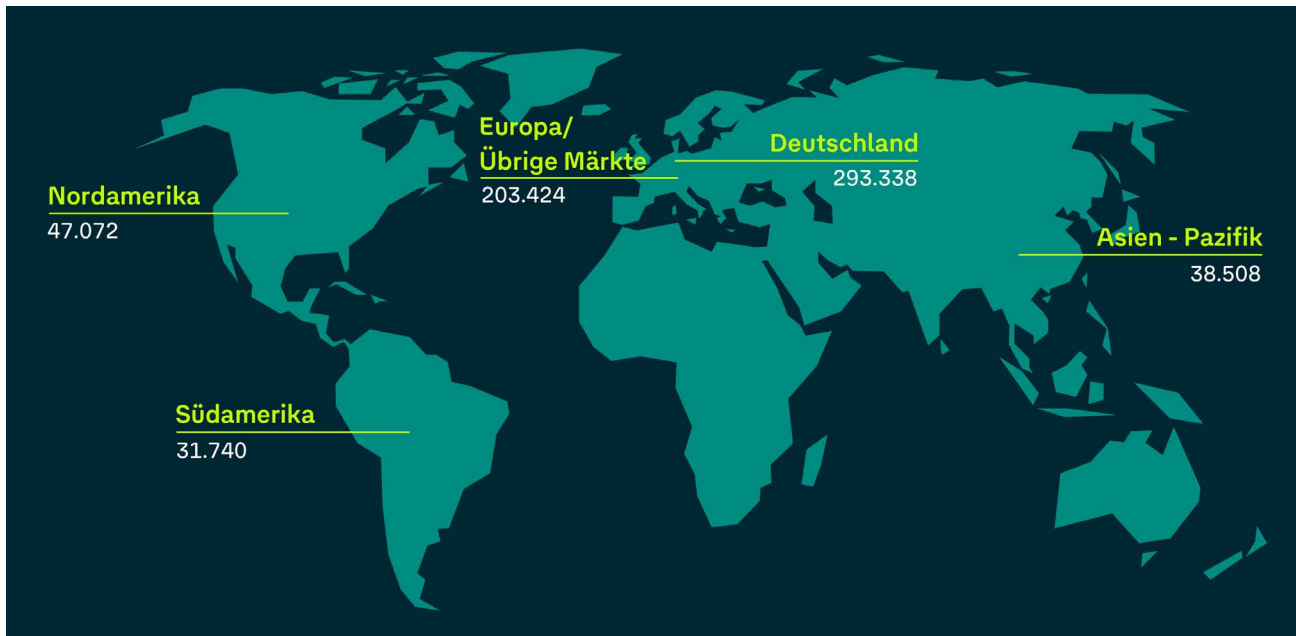 Europa/
Übrige Märkte
203.424
Deutschland
293.338
Nordamerika
47.072
Asien - Pazifik
38.508
Südamerika
31.740